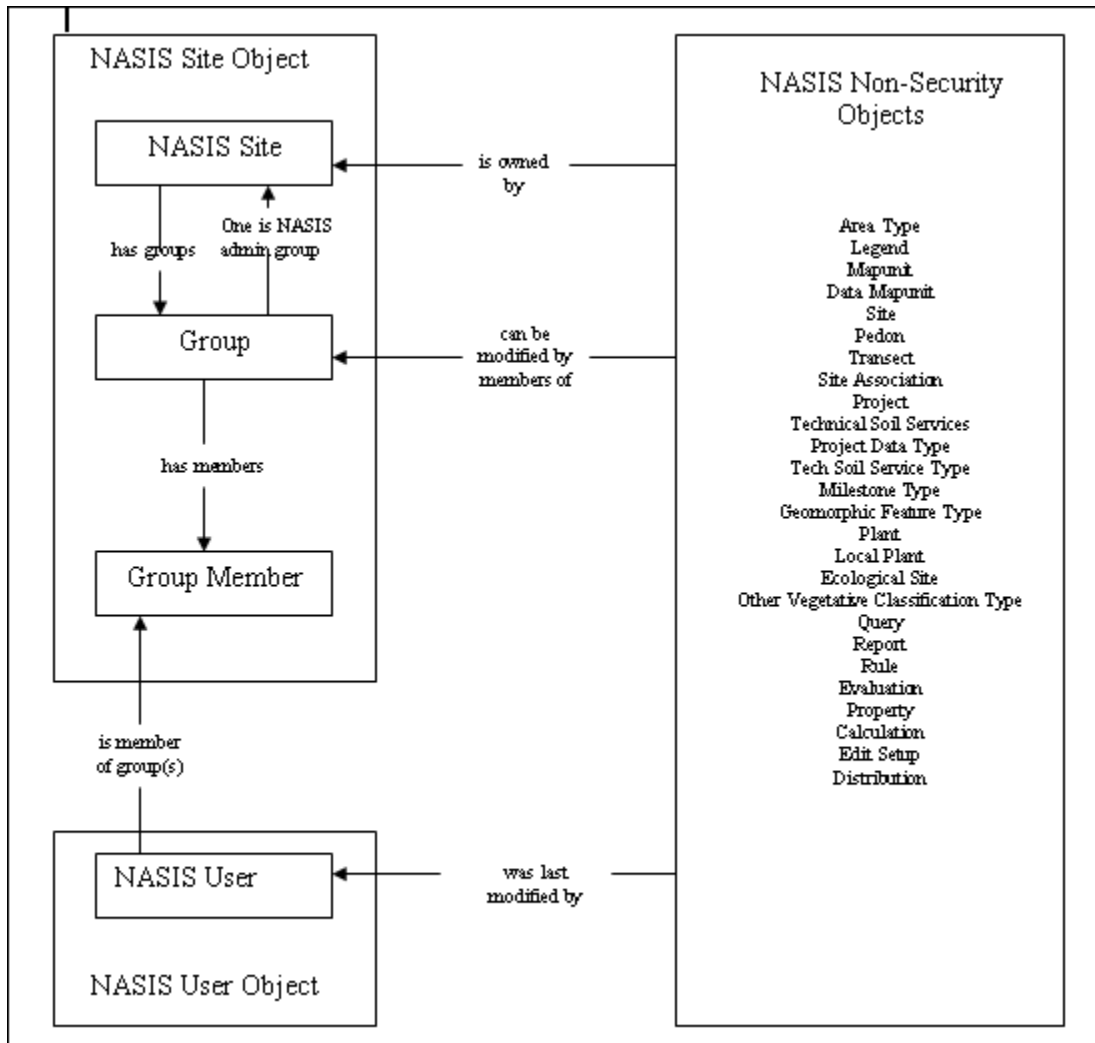 NASIS Site Object
NASIS Site
has groups
One is NASIS
admin group
Group
has members
Group Member
is member
of group(s)
NASIS User
NASIS User Object
is owned
by
can be
modified by
members of
was last
modified by
NASIS Non-Security
Objects
Area Type
Legend
Mapunit
Data Mapunit
Site
Pedon
Transect
Site Association
Project
Technical Soil Services
Project Data Type
Tech Soil Service Type
Milestone Type
Geomorphic Feature Type
Plant
Local Plant
Ecological Site
Other Vegetative Classification Type
Query
Report
Rule
Evaluation
Property
Calculation
Edit Setup
Distribution